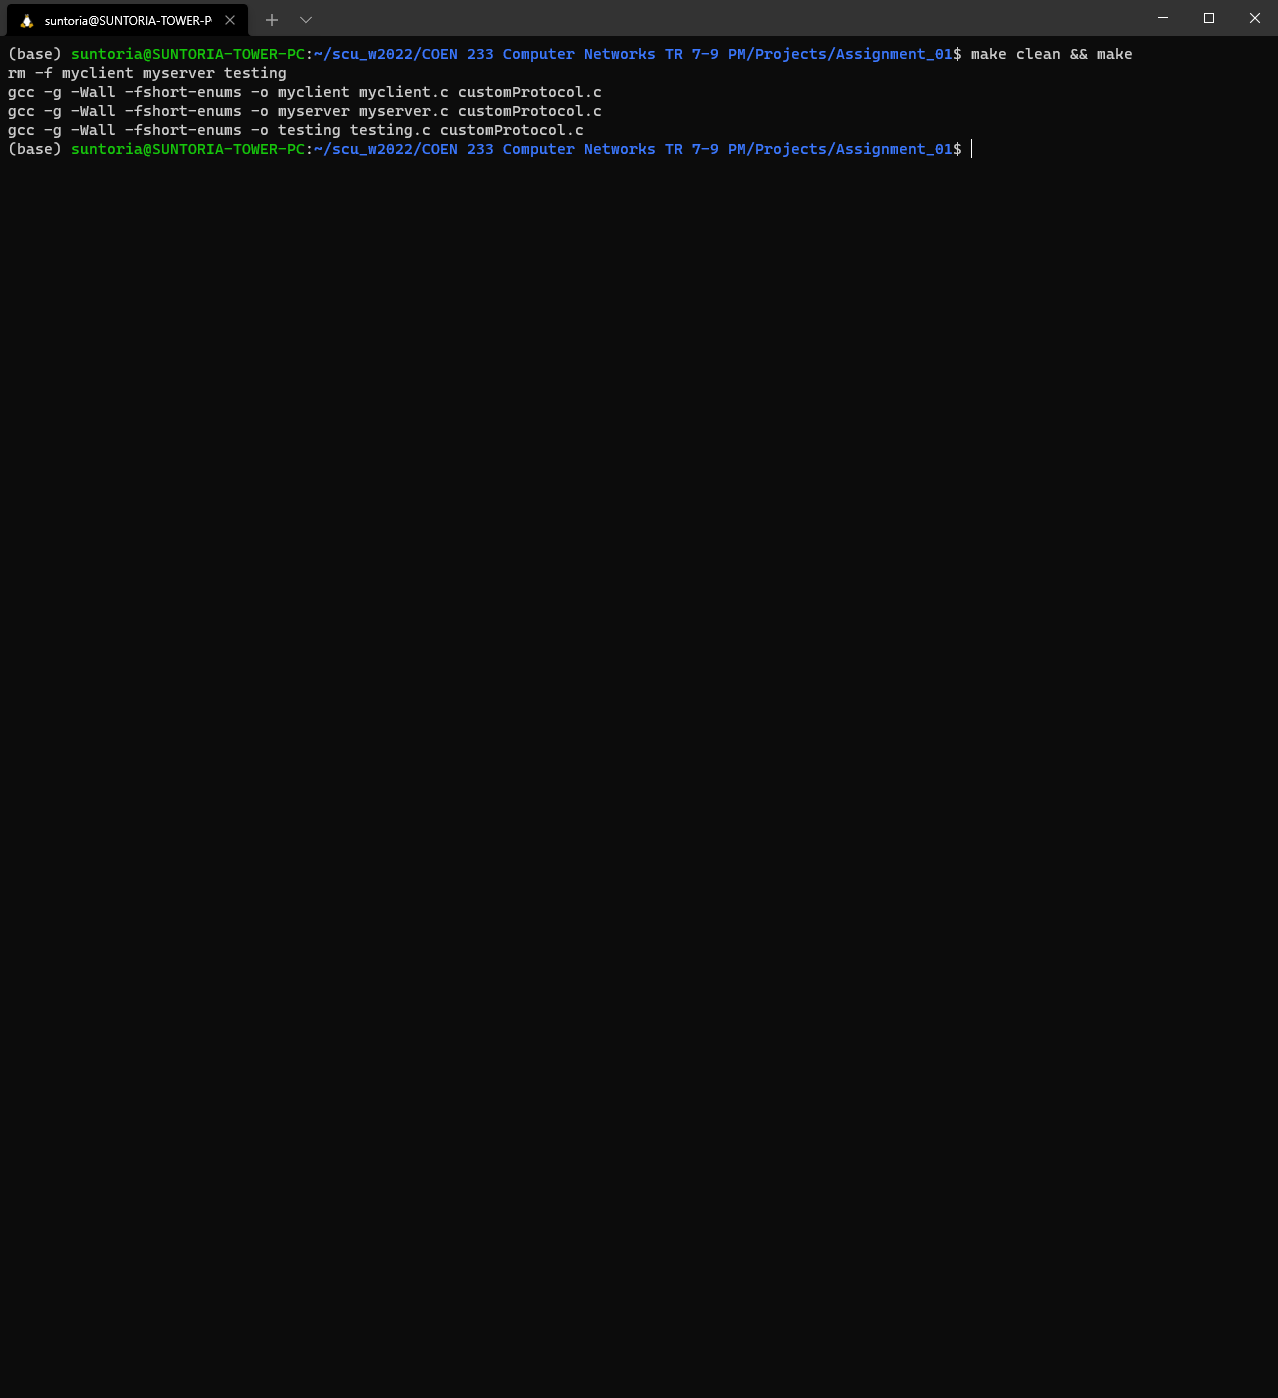 suntoria@SUNTORIA-TOWER-P
(base) suntoria@SUNTORIA-TOWER-PC:~/scu_w2022/COEN 233 Computer Networks TR 7-9 PM/Projects/Assignment_01$ make clean && make
rm -f myclient myserver testing
gcc -g -Wall -fshort-enums -o myclient myclient.c customProtocol.c
gcc -g -Wall -fshort-enums -o myserver myserver.c customProtocol.c
gcc -g -Wall -fshort-enums -o testing testing.c customProtocol.c
(base) suntoria@SUNTORIA-TOWER-PC:~/scu_w2022/COEN 233 Computer Networks TR 7-9 PM/Projects/Assignment_01$